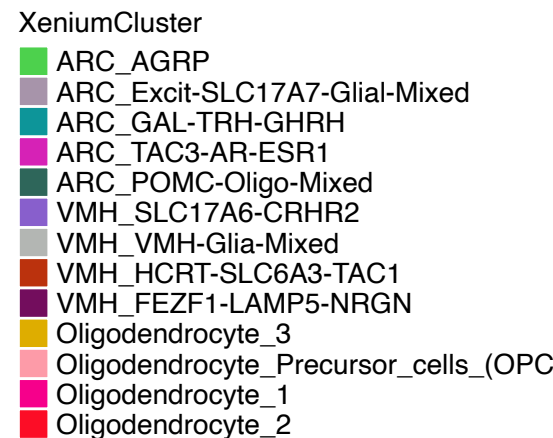 XeniumCluster
ARC_AGRP
ARC_Excit-SLC17A7-Glial-Mixed
ARC_GAL-TRH-GHRH
ARC_TAC3-AR-ESR1
ARC_POMC-Oligo-Mixed
VMH_SLC17A6-CRHR2
VMH_VMH-Glia-Mixed
VMH_HCRT-SLC6A3-TAC1
VMH_FEZF1-LAMP5-NRGN
Oligodendrocyte_3
Oligodendrocyte_Precursor_cells_(OPC
Oligodendrocyte_1
Oligodendrocyte_2